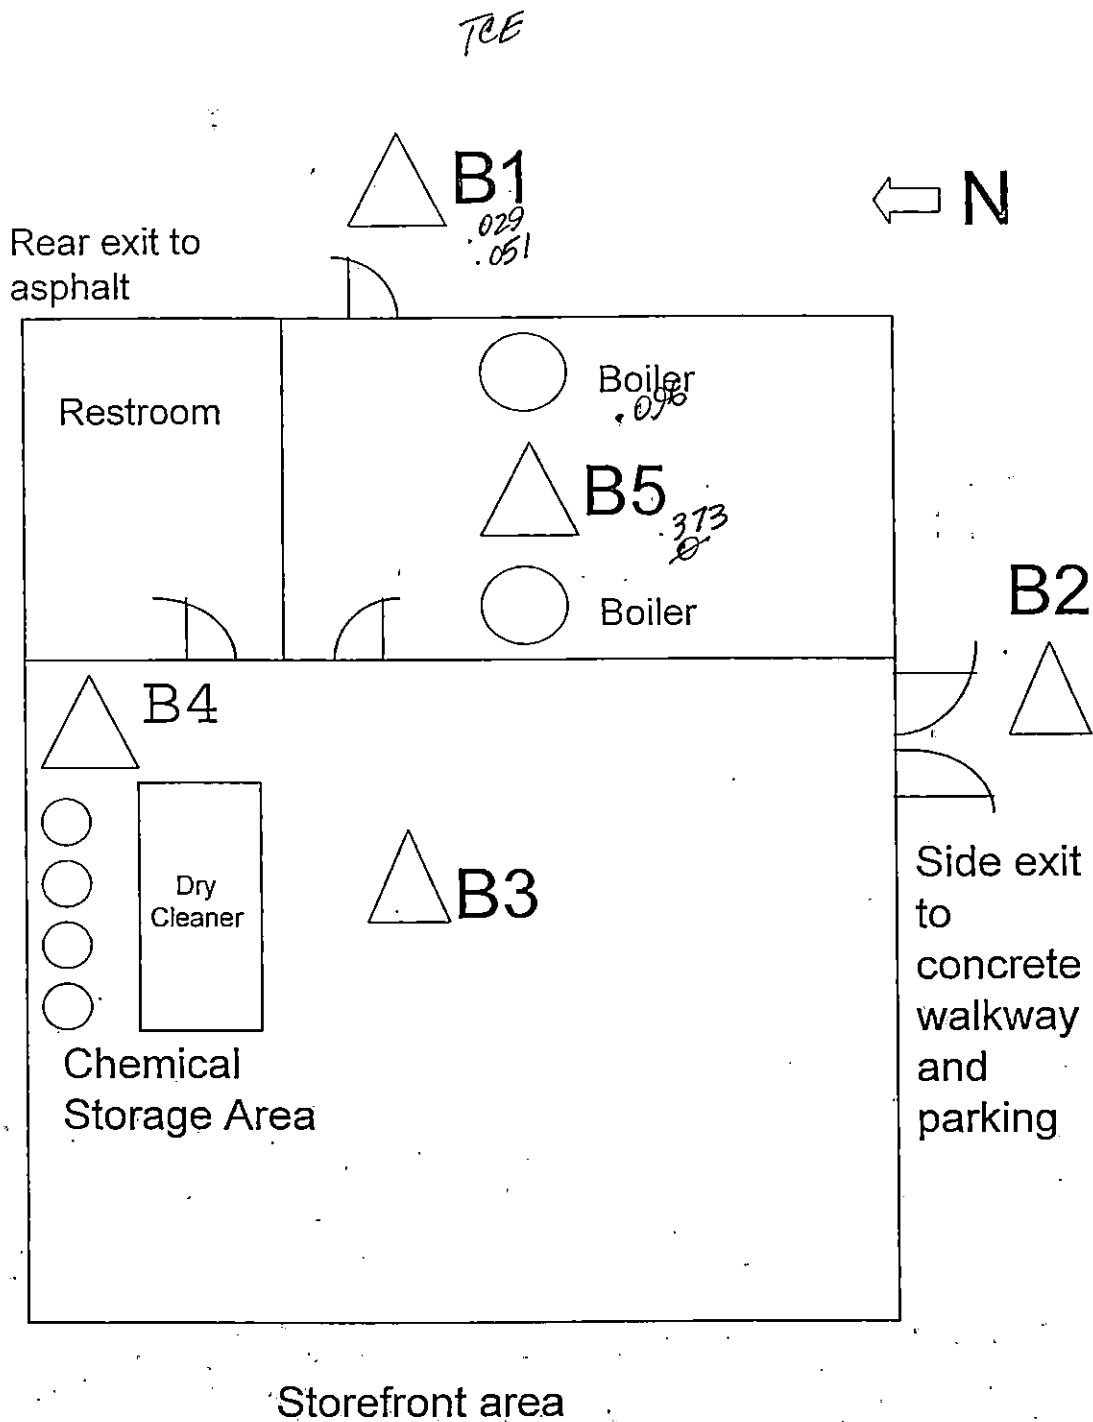 TCE
B1
.029
.051
N
Rear exit to
asphalt
Restroom
Boiler
.096
B5
.373
Boiler
B2
B4
Dry
Cleaner
B3
Side exit
to
concrete
walkway
and
parking
Chemical
Storage Area
Storefront area